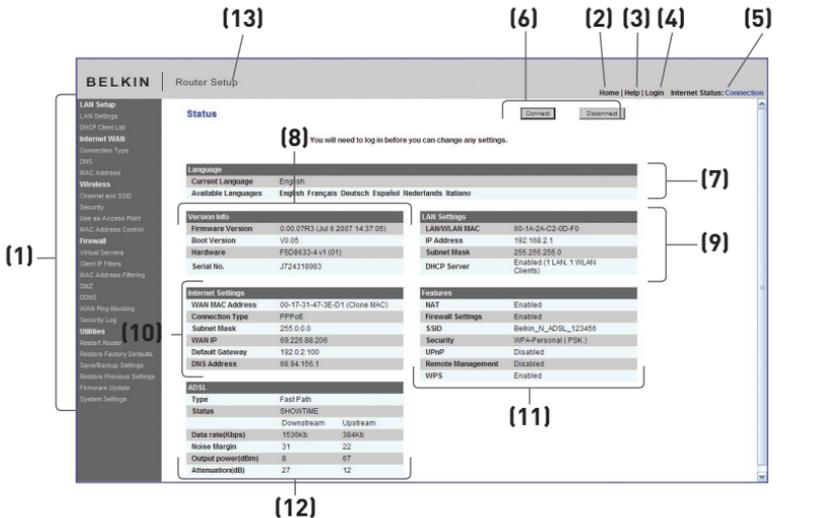 (13) (6) (2) (3) (4) (5)
BELKIN | Router Setup
Home | Help | Login Internet Status: Connection
(1)
LAN Setup
LAN Settings
DHCP Client List
Internet WAN
Connection Type
DNS
MAC Address
Wireless
Channel and SSID
Security
Use as Access Point
MAC Address Control
Firewall
Virtual Servers
Client IP Filters
MAC Address Filtering
DMZ
DDNS
WAN Ping Blocking
Security Log
Utilities
Restart Router
Restore Factory Defaults
Save/Backup Settings
Restore Previous Settings
Firmware Update
System Settings
Status
Connect Disconnect
(8) You will need to log in before you can change any settings.
Language
Current Language English
Available Languages English Français Deutsch Español Nederlands Italiano
(7)
Version Info
Firmware Version 0.00.07R3 (Jul 6 2007 14:37:05)
Boot Version V0.05
Hardware F5D8633-4 v1 (01)
Serial No. J724318983
LAN Settings
LAN/WLAN MAC 00-1A-2A-C2-0D-F0
IP Address 192.168.2.1
Subnet Mask 255.255.255.0
DHCP Server Enabled (1 LAN, 1 WLAN
Clients)
(9)
(10)
Internet Settings
WAN MAC Address 00-17-31-47-3E-D1 (Clone MAC)
Connection Type PPPoE
Subnet Mask 255.0.0.0
WAN IP 69.226.88.206
Default Gateway 192.0.2.100
DNS Address 68.94.156.1
Features
NAT Enabled
Firewall Settings Enabled
SSID Belkin_N_ADSL_123456
Security WPA-Personal ( PSK )
UPnP Disabled
Remote Management Disabled
WPS Enabled
(11)
ADSL
Type Fast Path
Status SHOWTIME
Downstream Upstream
Data rate(Kbps) 1536Kb 384Kb
Noise Margin 31 22
Output power(dBm) 8 67
Attenuation(dB) 27 12
(12)